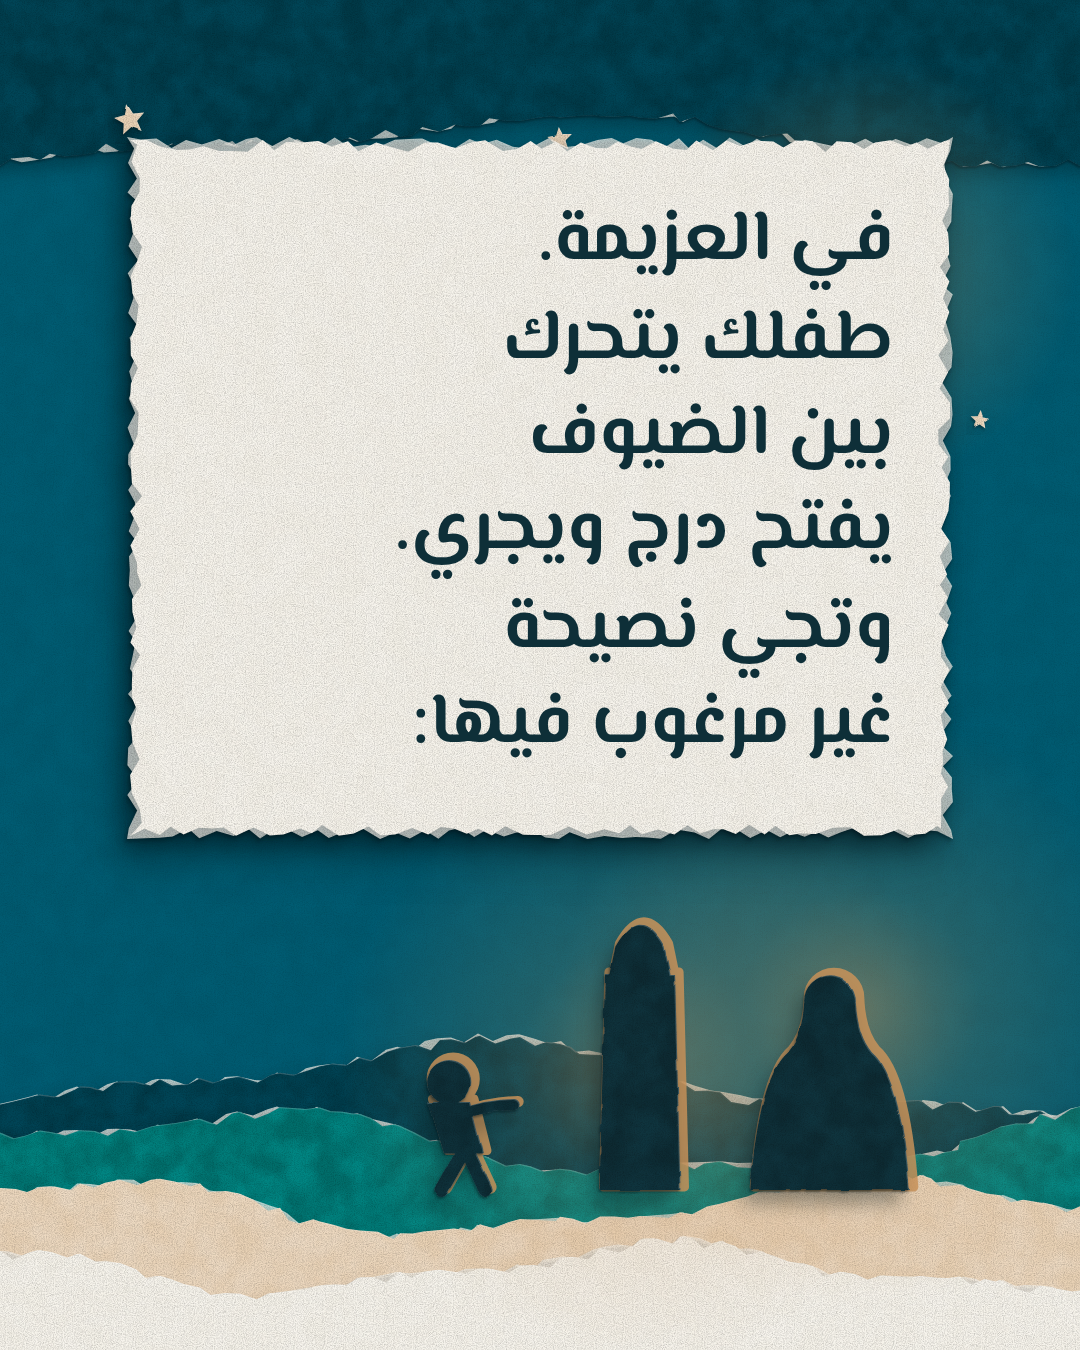 في العزيمة.
طفلك يتحرك
بين الضيوف
يفتح درج ويجري.
وتجي نصيحة
غير مرغوب فيها: